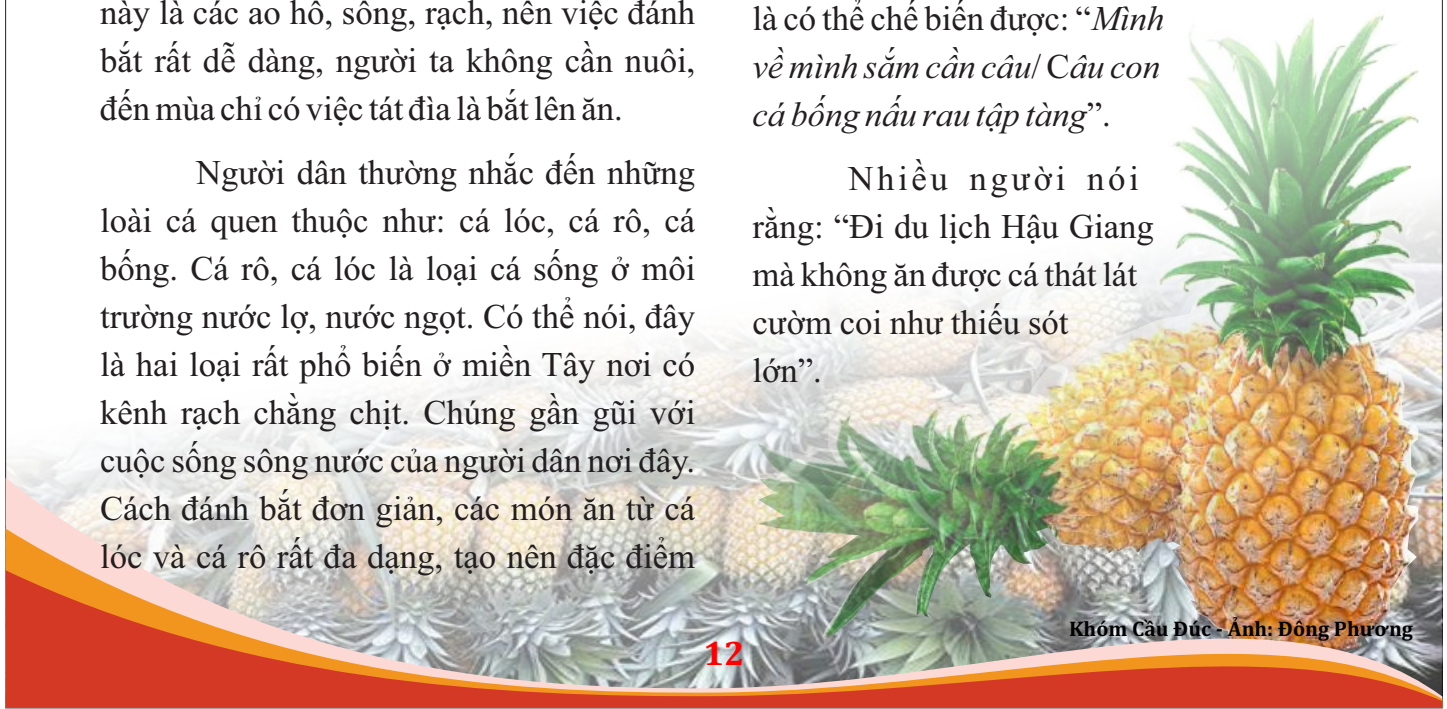 này là các ao hồ, sông, rạch, nên việc đánh
bắt rất dễ dàng, người ta không cần nuôi,
đến mùa chỉ có việc tát đìa là bắt lên ăn.
Người dân thường nhắc đến những
loài cá quen thuộc như: cá lóc, cá rô, cá
bống. Cá rô, cá lóc là loại cá sống ở môi
trường nước lợ, nước ngọt. Có thể nói, đây
là hai loại rất phổ biến ở miền Tây nơi có
kênh rạch chằng chịt. Chúng gần gũi với
cuộc sống sông nước của người dân nơi đây.
Cách đánh bắt đơn giản, các món ăn từ cá
lóc và cá rô rất đa dạng, tạo nên đặc điểm
là có thể chế biến được: “Mình
về mình sắm cần câu/ Câu con
cá bống nấu rau tập tàng”.
Nhiều người nói
rằng: “Đi du lịch Hậu Giang
mà không ăn được cá thát lát
cườm coi như thiếu sót
lớn”.
Khóm Cầu Đúc - Ảnh: Đông Phương
12